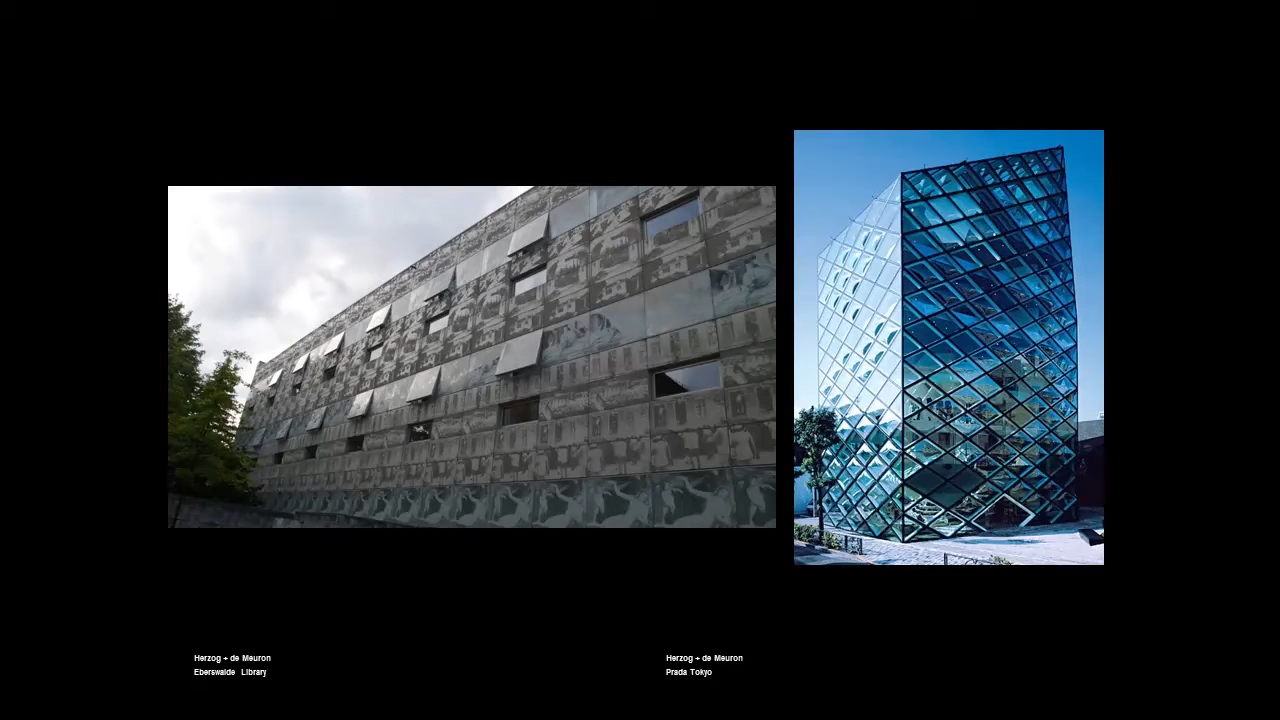 Herzog + de Meuron
Eberswalde Library
Herzog + de Meuron
Prada Tokyo